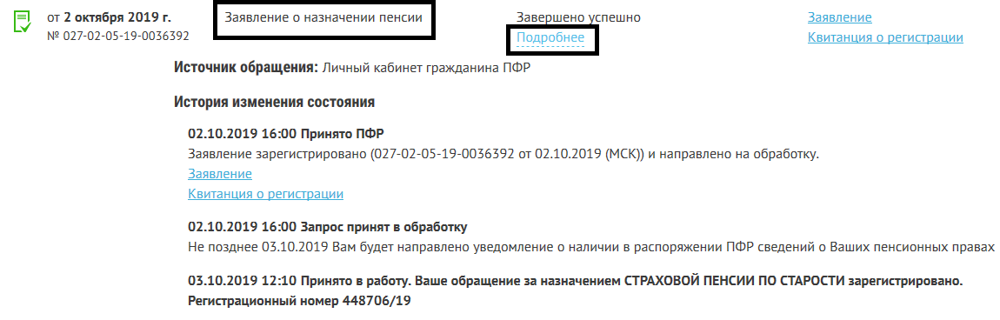 от 2 октября 2019 г. Заявление о назначении пенсии Завершено успешно Заявление
№ 027-02-05-19-0036392 Подробнее Квитанция о регистрации
Источник обращения: Личный кабинет гражданина ПФР
История изменения состояния
02.10.2019 16:00 Принято ПФР
Заявление зарегистрировано (027-02-05-19-0036392 от 02.10.2019 (МСК)) и направлено на обработку.
Заявление
Квитанция о регистрации
02.10.2019 16:00 Запрос принят в обработку
Не позднее 03.10.2019 Вам будет направлено уведомление о наличии в распоряжении ПФР сведений о Ваших пенсионных правах
03.10.2019 12:10 Принято в работу. Ваше обращение за назначением СТРАХОВОЙ ПЕНСИИ ПО СТАРОСТИ зарегистрировано.
Регистрационный номер 448706/19